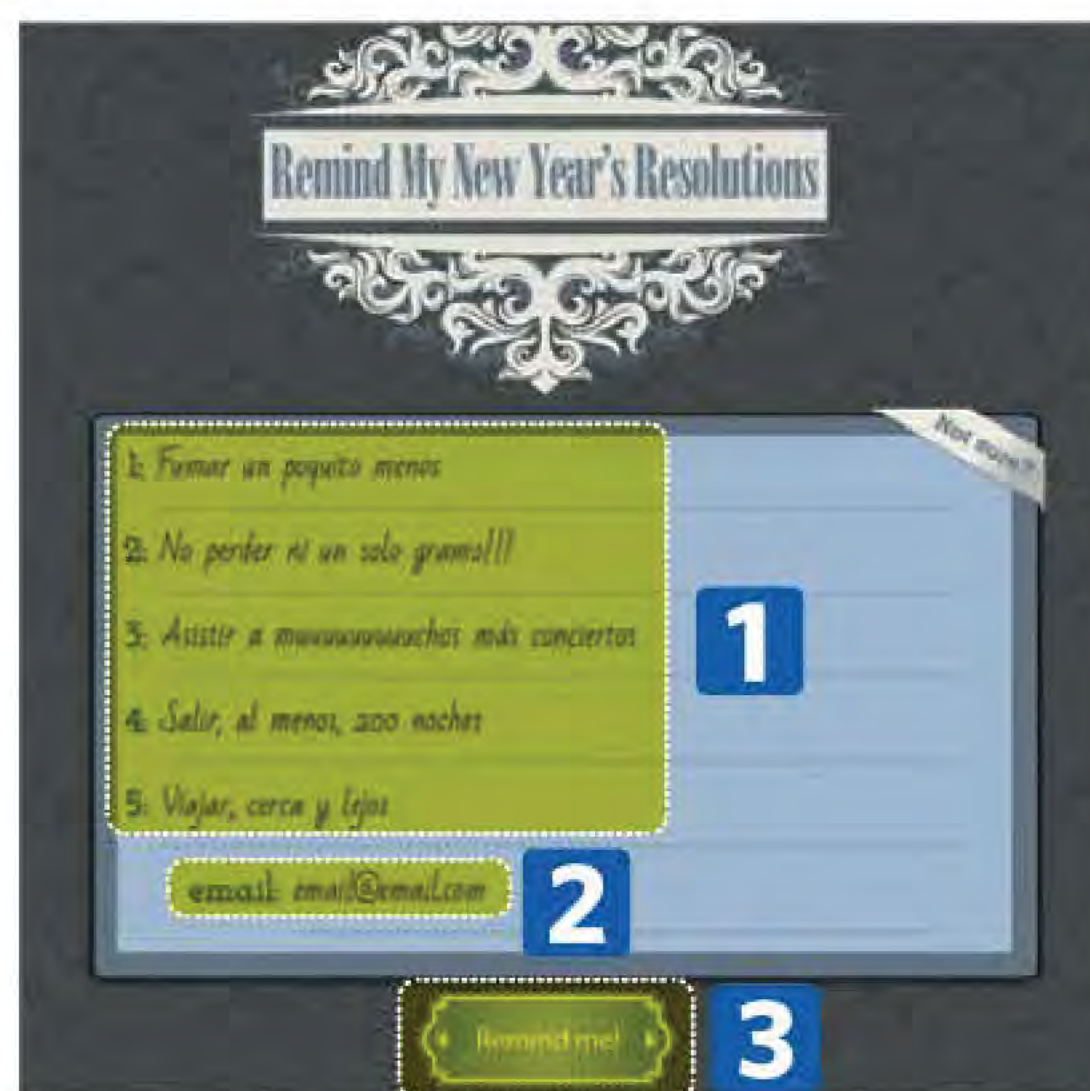 Remind My New Year's Resolutions
Not sure?
1: Fumar un poquito menos
2: No perder ni un solo gramo!!!
3: Asistir a muuuuuuuuuchos más conciertos
1
4: Salir, al menos, 200 noches
5: Viajar, cerca y lejos
email: email@email.com
2
Remind me!
3